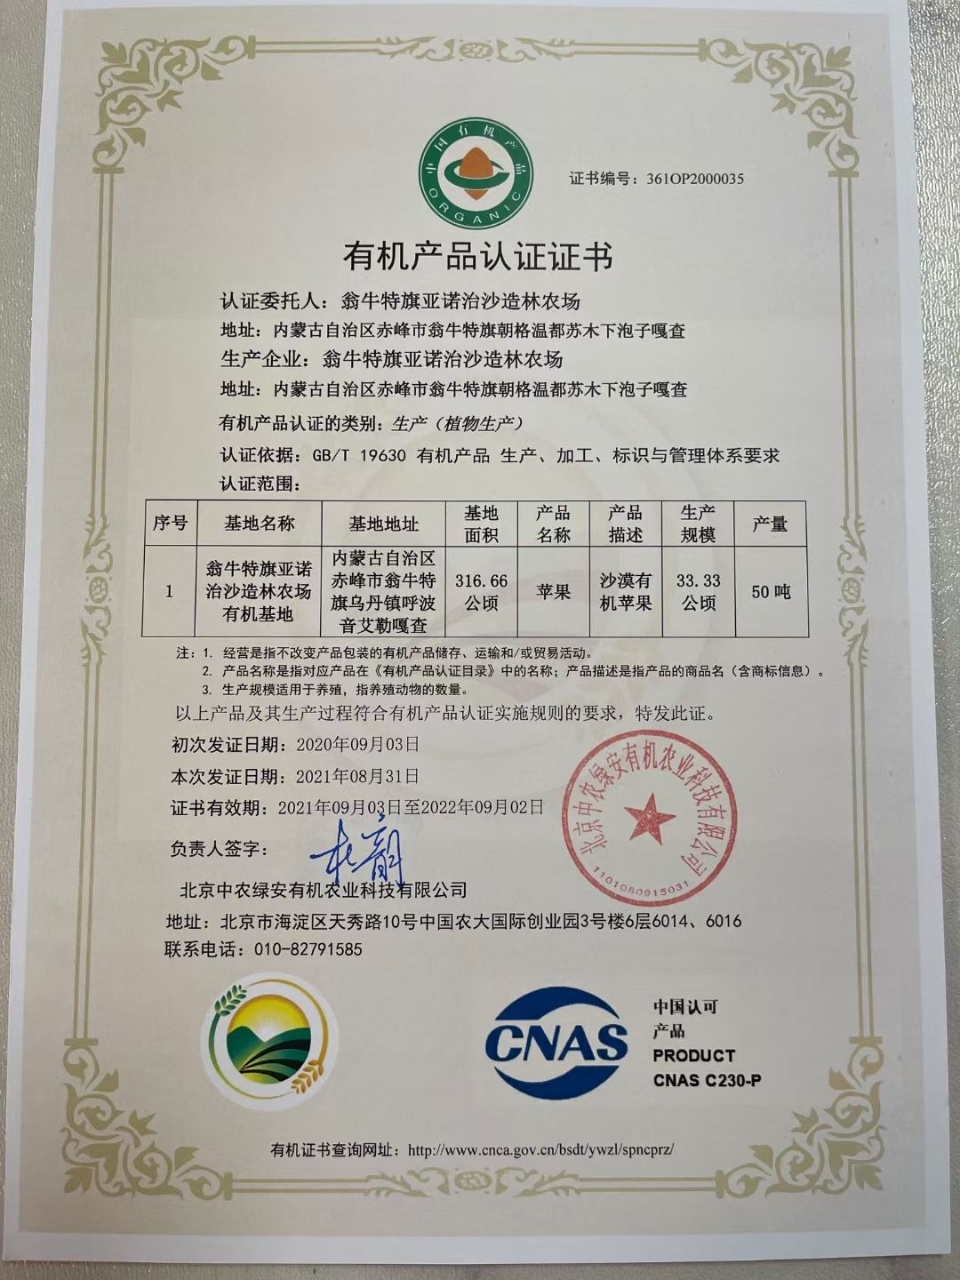 中国有机产品
ORGANIC
证书编号：361OP2000035
有机产品认证证书
认证委托人：翁牛特旗亚诺治沙造林农场
地址：内蒙古自治区赤峰市翁牛特旗朝格温都苏木下泡子嘎查
生产企业：翁牛特旗亚诺治沙造林农场
地址：内蒙古自治区赤峰市翁牛特旗朝格温都苏木下泡子嘎查
有机产品认证的类别：生产（植物生产）
认证依据：GB/T 19630 有机产品 生产、加工、标识与管理体系要求
认证范围：
序号 基地名称 基地地址 基地面积 产品名称 产品描述 生产规模 产量
1 翁牛特旗亚诺治沙造林农场有机基地 内蒙古自治区赤峰市翁牛特旗乌丹镇呼波音艾勒嘎查 316.66公顷 苹果 沙漠有机苹果 33.33公顷 50吨
注：1. 经营是指不改变产品包装的有机产品储存、运输和/或贸易活动。
2. 产品名称是指对应产品在《有机产品认证目录》中的名称；产品描述是指产品的商品名（含商标信息）。
3. 生产规模适用于养殖，指养殖动物的数量。
以上产品及其生产过程符合有机产品认证实施规则的要求，特发此证。
初次发证日期：2020年09月03日
本次发证日期：2021年08月31日
证书有效期：2021年09月03日至2022年09月02日
负责人签字：
北京中农绿安有机农业科技有限公司
地址：北京市海淀区天秀路10号中国农大国际创业园3号楼6层6014、6016
联系电话：010-82791585
北京中农绿安有机农业科技有限公司
1101080915031
CNAS
中国认可
产品
PRODUCT
CNAS C230-P
有机证书查询网址：http://www.cnca.gov.cn/bsdt/ywzl/spncprz/